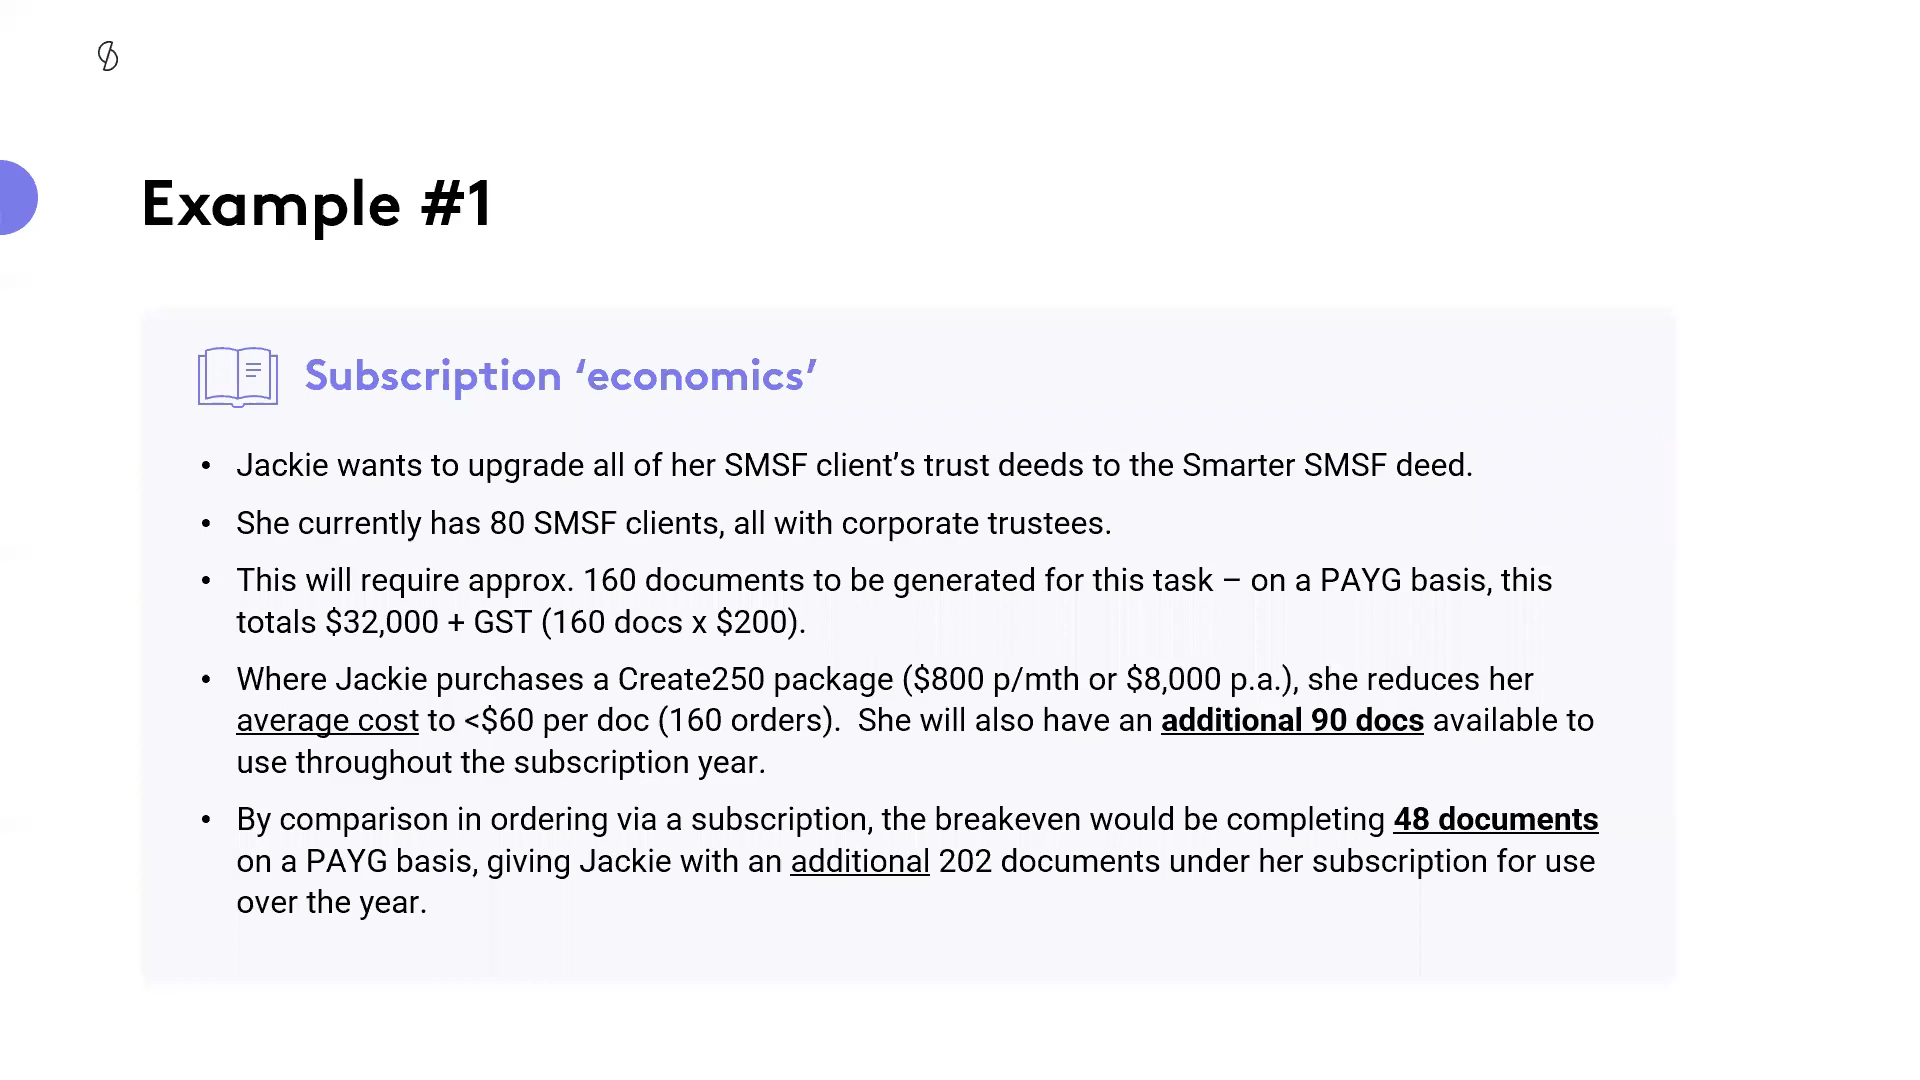 Example #1
Subscription ‘economics’
• Jackie wants to upgrade all of her SMSF client’s trust deeds to the Smarter SMSF deed.
• She currently has 80 SMSF clients, all with corporate trustees.
• This will require approx. 160 documents to be generated for this task – on a PAYG basis, this
totals $32,000 + GST (160 docs x $200).
• Where Jackie purchases a Create250 package ($800 p/mth or $8,000 p.a.), she reduces her
average cost to <$60 per doc (160 orders).  She will also have an additional 90 docs available to
use throughout the subscription year.
• By comparison in ordering via a subscription, the breakeven would be completing 48 documents
on a PAYG basis, giving Jackie with an additional 202 documents under her subscription for use
over the year.